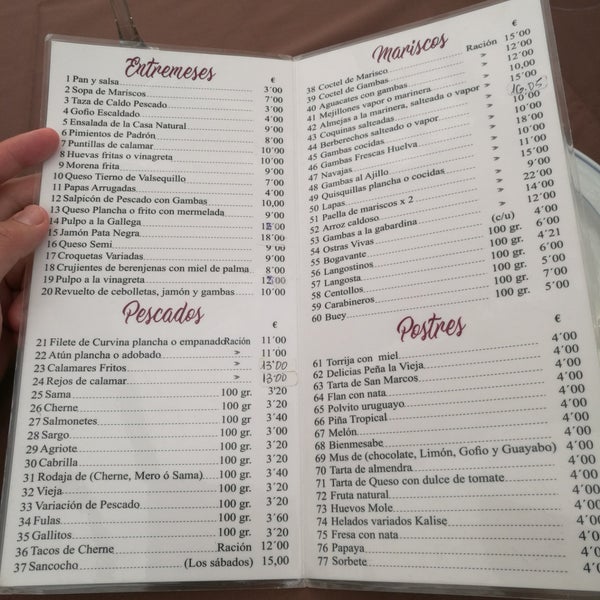 Entremeses
€
1 Pan y salsa 3´00
2 Sopa de Mariscos 7´00
3 Taza de Caldo Pescado 3´00
4 Gofio Escaldado 4´00
5 Ensalada de la Casa Natural 9´00
6 Pimientos de Padrón 8´00
7 Puntillas de calamar 10´00
8 Huevas fritas o vinagreta 10´00
9 Morena frita 9´00
10 Queso Tierno de Valsequillo 7´00
11 Papas Arrugadas 4´00
12 Salpicón de Pescado con Gambas 10,00
13 Queso Plancha o frito con mermelada 9´00
14 Pulpo a la Gallega
15 Jamón Pata Negra 18´00
16 Queso Semi 9´00
17 Croquetas Variadas 9´00
18 Crujientes de berenjenas con miel de palma 8´00
19 Pulpo a la vinagreta
20 Revuelto de cebolletas, jamón y gambas 10´00
Pescados
€
21 Filete de Curvina plancha o empanado Ración 11´00
22 Atún plancha o adobado > 11´00
23 Calamares Fritos > 13´00
24 Rejos de calamar > 13´00
25 Sama 100 gr. 3´20
26 Cherne 100 gr. 3´20
27 Salmonetes 100 gr. 3´40
28 Sargo 100 gr. 3´00
29 Agriote 100 gr. 3´20
30 Cabrilla 100 gr. 3´20
31 Rodaja de (Cherne, Mero ó Sama) 100 gr. 3´40
32 Vieja 100 gr. 3´20
33 Variación de Pescado 100 gr. 3´20
34 Fulas 100 gr. 3´60
35 Gallitos 100 gr. 3´20
36 Tacos de Cherne Ración 12´00
37 Sancocho (Los sábados) 15,00
Mariscos
€
38 Coctel de Marisco Ración 15´00
39 Coctel de Gambas > 12´00
40 Aguacates con gambas > 12´00
41 Mejillones vapor o marinera > 10,00
42 Almejas a la marinera, salteada o vapor > 15´00
43 Coquinas salteadas > 16,05
44 Berberechos salteado o vapor > 10´00
45 Gambas cocidas > 10´00
46 Gambas Frescas Huelva > 18´00
47 Navajas > 10´00
48 Gambas al Ajillo > 11´00
49 Quisquillas plancha o cocidas > 15´00
50 Lapas > 9´00
51 Paella de mariscos x 2 > 22´00
52 Arroz caldoso > 14´00
53 Gambas a la gabardina > 12´00
54 Ostras Vivas (c/u) 4´00
55 Bogavante 100 gr. 6´00
56 Langostinos 100 gr. 4´21
57 Langosta 100 gr. 6´00
58 Centollos 100 gr. 7´00
59 Carabineros 100 gr. 6´00
60 Buey 100 gr. 5´00
Postres
€
61 Torrija con miel 4´00
62 Delicias Peña la Vieja 4´00
63 Tarta de San Marcos 4´00
64 Flan con nata 4´00
65 Polvito uruguayo 4´00
66 Piña Tropical 4´00
67 Melón 4´00
68 Bienmesabe 4´00
69 Mus de (chocolate, Limón, Gofio y Guayabo) 4´00
70 Tarta de almendra 4´00
71 Tarta de Queso con dulce de tomate 4´00
72 Fruta natural 4´00
73 Huevos Mole 4´00
74 Helados variados Kalise 4´00
75 Fresa con nata 4´00
76 Papaya 4´00
77 Sorbete 4´00